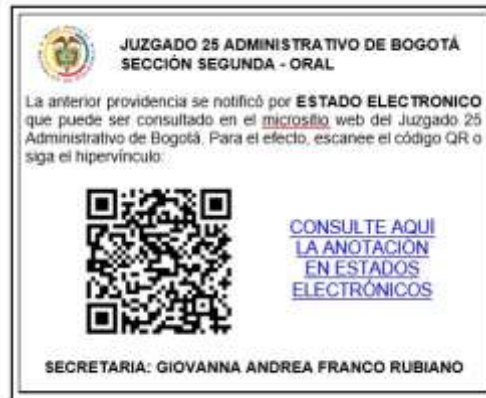 JUZGADO 25 ADMINISTRATIVO DE BOGOTÁ
SECCIÓN SEGUNDA - ORAL
La anterior providencia se notificó por ESTADO ELECTRONICO
que puede ser consultado en el micrositio web del Juzgado 25
Administrativo de Bogotá. Para el efecto, escanee el código QR o
siga el hipervínculo:
CONSULTE AQUÍ
LA ANOTACIÓN
EN ESTADOS
ELECTRÓNICOS
SECRETARIA: GIOVANNA ANDREA FRANCO RUBIANO